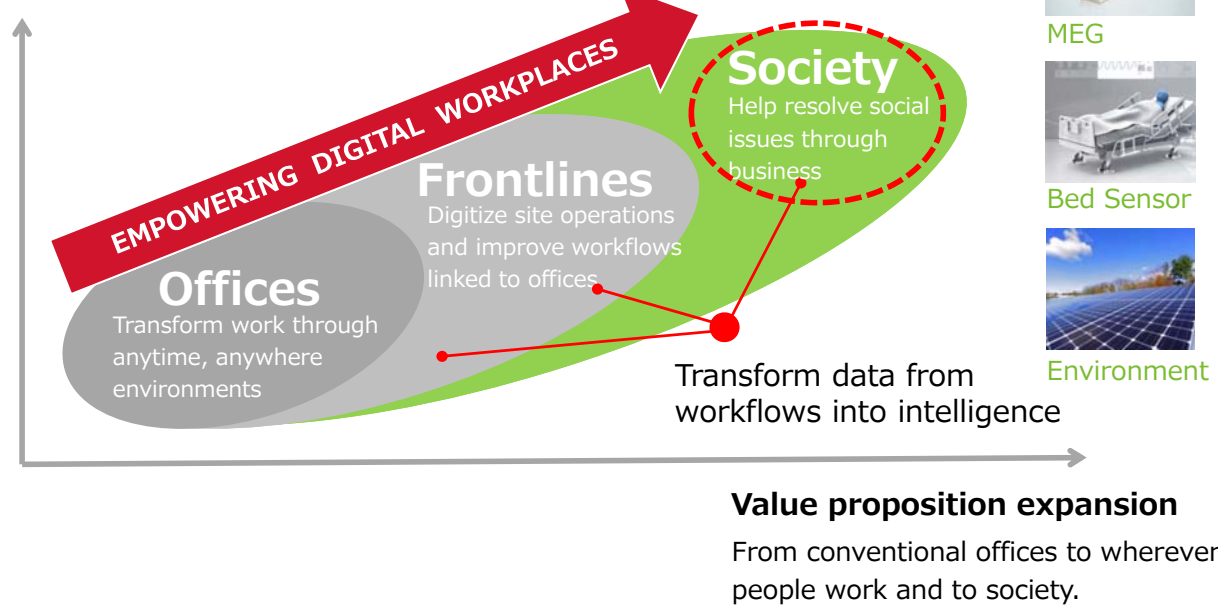 EMPOWERING DIGITAL WORKPLACES
Society
Help resolve social
issues through
business
Frontlines
Digitize site operations
and improve workflows
linked to offices
Offices
Transform work through
anytime, anywhere
environments
Transform data from
workflows into intelligence
MEG
Bed Sensor
Environment
Value proposition expansion
From conventional offices to wherever
people work and to society.